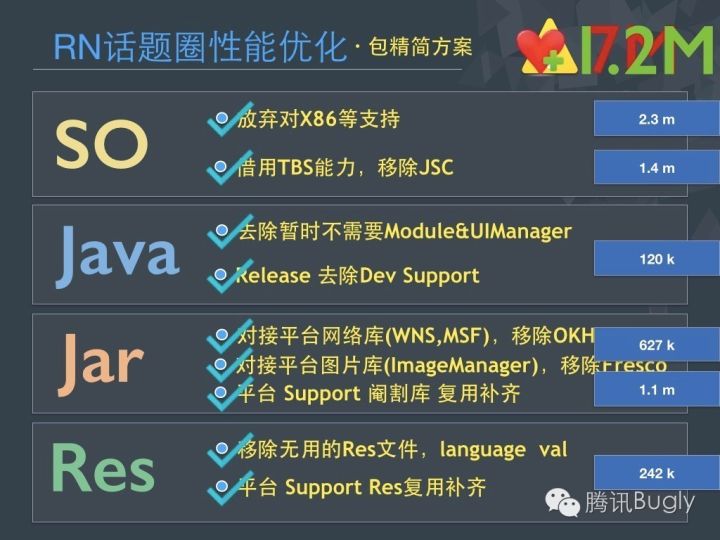 RN话题圈性能优化·包精简方案
17.2M
SO
放弃对X86等支持
2.3 m
借用TBS能力，移除JSC
1.4 m
Java
去除暂时不需要Module&UIManager
Release 去除Dev Support
120 k
Jar
对接平台网络库(WNS,MSF)，移除OKH
627 k
对接平台图片库(ImageManager)，移除Fresco
平台 Support 阉割库 复用补齐
1.1 m
Res
移除无用的Res文件，language val
平台 Support Res复用补齐
242 k
腾讯Bugly